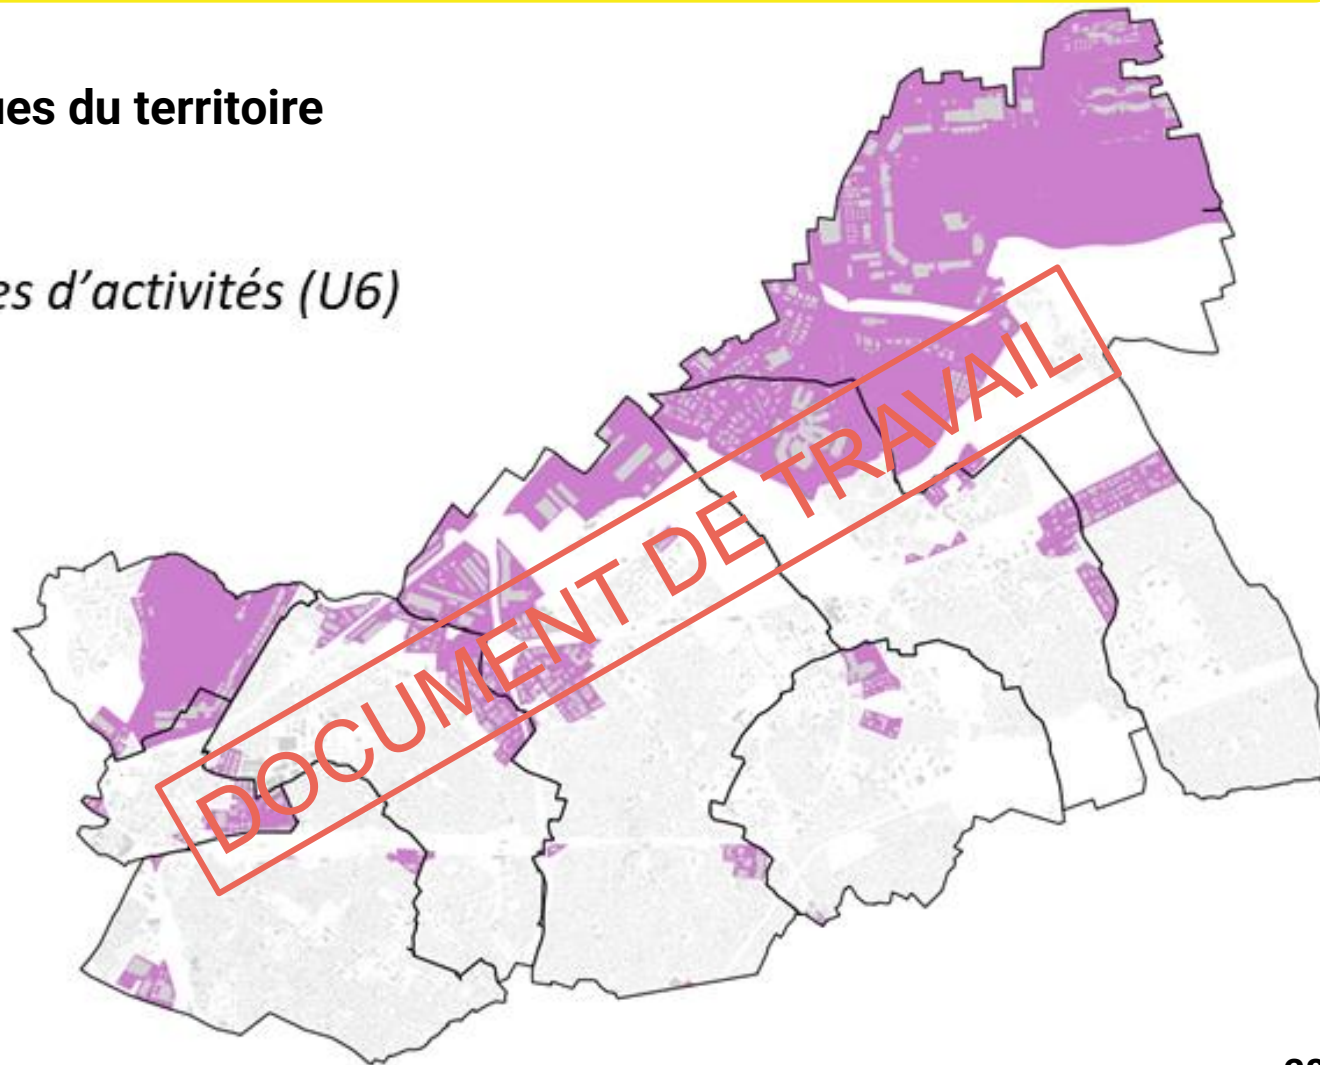 ues du territoire
es d’activités (U6)
DOCUMENT DE TRAVAIL